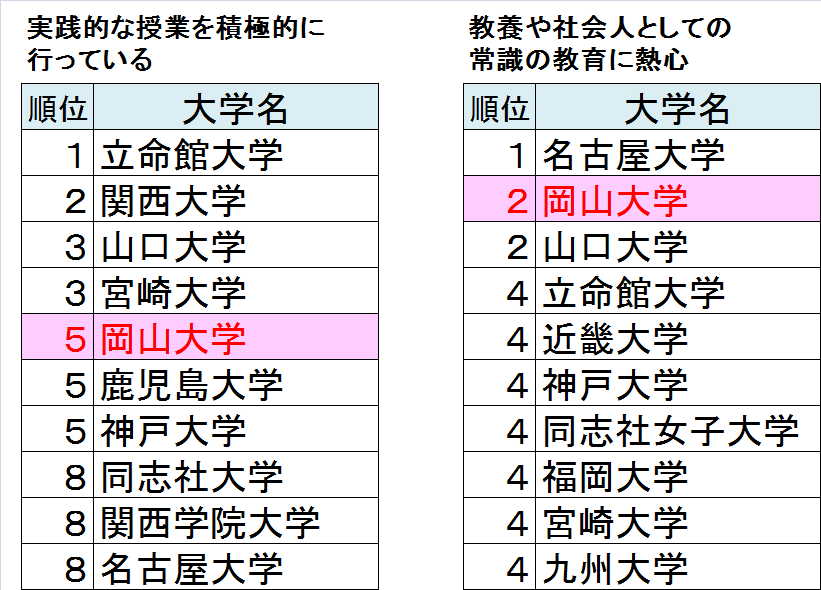 実践的な授業を積極的に
行っている
順位 大学名
1 立命館大学
2 関西大学
3 山口大学
3 宮崎大学
5 岡山大学
5 鹿児島大学
5 神戸大学
8 同志社大学
8 関西学院大学
8 名古屋大学
教養や社会人としての
常識の教育に熱心
順位 大学名
1 名古屋大学
2 岡山大学
2 山口大学
4 立命館大学
4 近畿大学
4 神戸大学
4 同志社女子大学
4 福岡大学
4 宮崎大学
4 九州大学